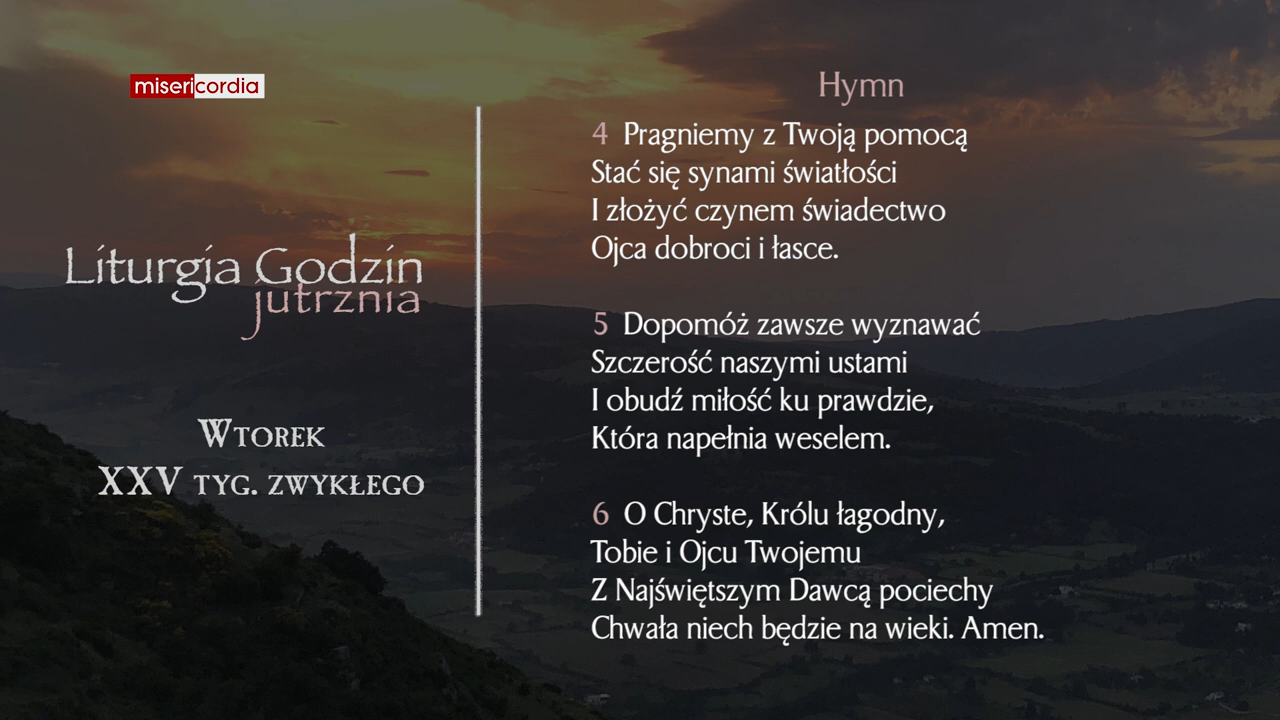 misericordia
Liturgia Godzin
jutrznia
Wtorek
XXV tyg. zwykłego
Hymn
4 Pragniemy z Twoją pomocą
Stać się synami światłości
I złożyć czynem świadectwo
Ojca dobroci i łasce.
5 Dopomóż zawsze wyznawać
Szczerość naszymi ustami
I obudź miłość ku prawdzie,
Która napełnia weselem.
6 O Chryste, Królu łagodny,
Tobie i Ojcu Twojemu
Z Najświętszym Dawcą pociechy
Chwała niech będzie na wieki. Amen.